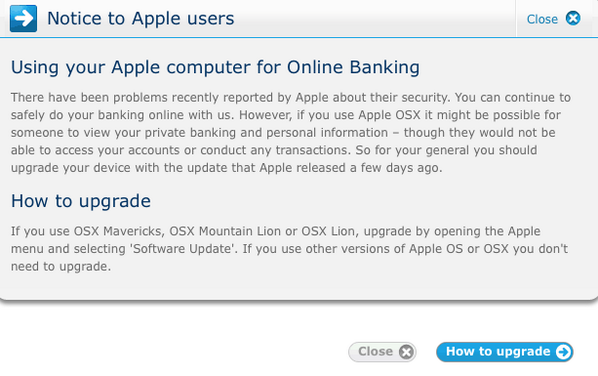 Notice to Apple users
Close
Using your Apple computer for Online Banking
There have been problems recently reported by Apple about their security. You can continue to
safely do your banking online with us. However, if you use Apple OSX it might be possible for
someone to view your private banking and personal information – though they would not be
able to access your accounts or conduct any transactions. So for your general you should
upgrade your device with the update that Apple released a few days ago.
How to upgrade
If you use OSX Mavericks, OSX Mountain Lion or OSX Lion, upgrade by opening the Apple
menu and selecting 'Software Update'. If you use other versions of Apple OS or OSX you don't
need to upgrade.
Close
How to upgrade